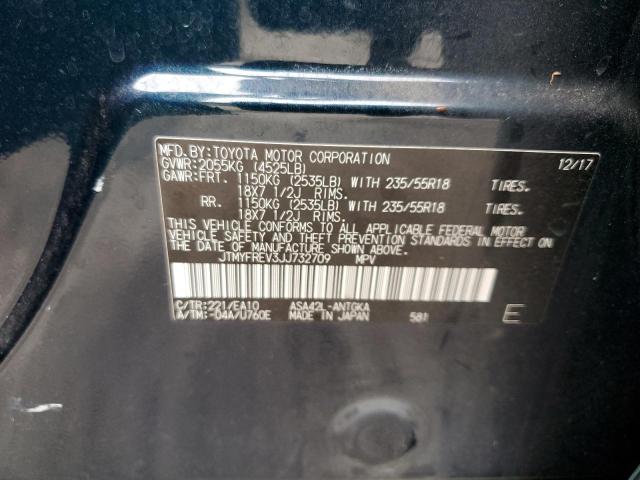 MFD. BY: TOYOTA MOTOR CORPORATION 12/17
GVWR: 2055KG (4525LB)
GAWR: FRT. 1150KG (2535LB) WITH 235/55R18 TIRES.
18X7 1/2J RIMS.
RR. 1150KG (2535LB) WITH 235/55R18 TIRES.
18X7 1/2J RIMS.
THIS VEHICLE CONFORMS TO ALL APPLICABLE FEDERAL MOTOR
VEHICLE SAFETY AND THEFT PREVENTION STANDARDS IN EFFECT ON
THE DATE OF MANUFACTURE SHOWN ABOVE.
JTMYFREV3JJ732709 MPV
C/TR: 221/EA10 ASA42L-ANTGKA
A/TM: -04A/U760E MADE IN JAPAN 581 E